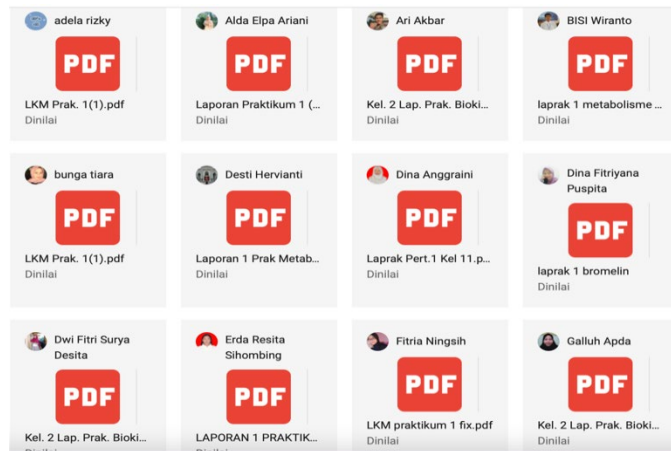 adela rizky
PDF
LKM Prak. 1(1).pdf
Dinilai
Alda Elpa Ariani
PDF
Laporan Praktikum 1 (...
Dinilai
Ari Akbar
PDF
Kel. 2 Lap. Prak. Bioki...
Dinilai
BISI Wiranto
PDF
laprak 1 metabolisme ...
Dinilai
bunga tiara
PDF
LKM Prak. 1(1).pdf
Dinilai
Desti Hervianti
PDF
Laporan 1 Prak Metab...
Dinilai
Dina Anggraini
PDF
Laprak Pert.1 Kel 11.p...
Dinilai
Dina Fitriyana
Puspita
PDF
laprak 1 bromelin
Dinilai
Dwi Fitri Surya
Desita
PDF
Kel. 2 Lap. Prak. Bioki...
Dinilai
Erda Resita
Sihombing
PDF
LAPORAN 1 PRAKTIK...
Dinilai
Fitria Ningsih
PDF
LKM praktikum 1 fix.pdf
Dinilai
Galluh Apda
PDF
Kel. 2 Lap. Prak. Bioki...
Dinilai